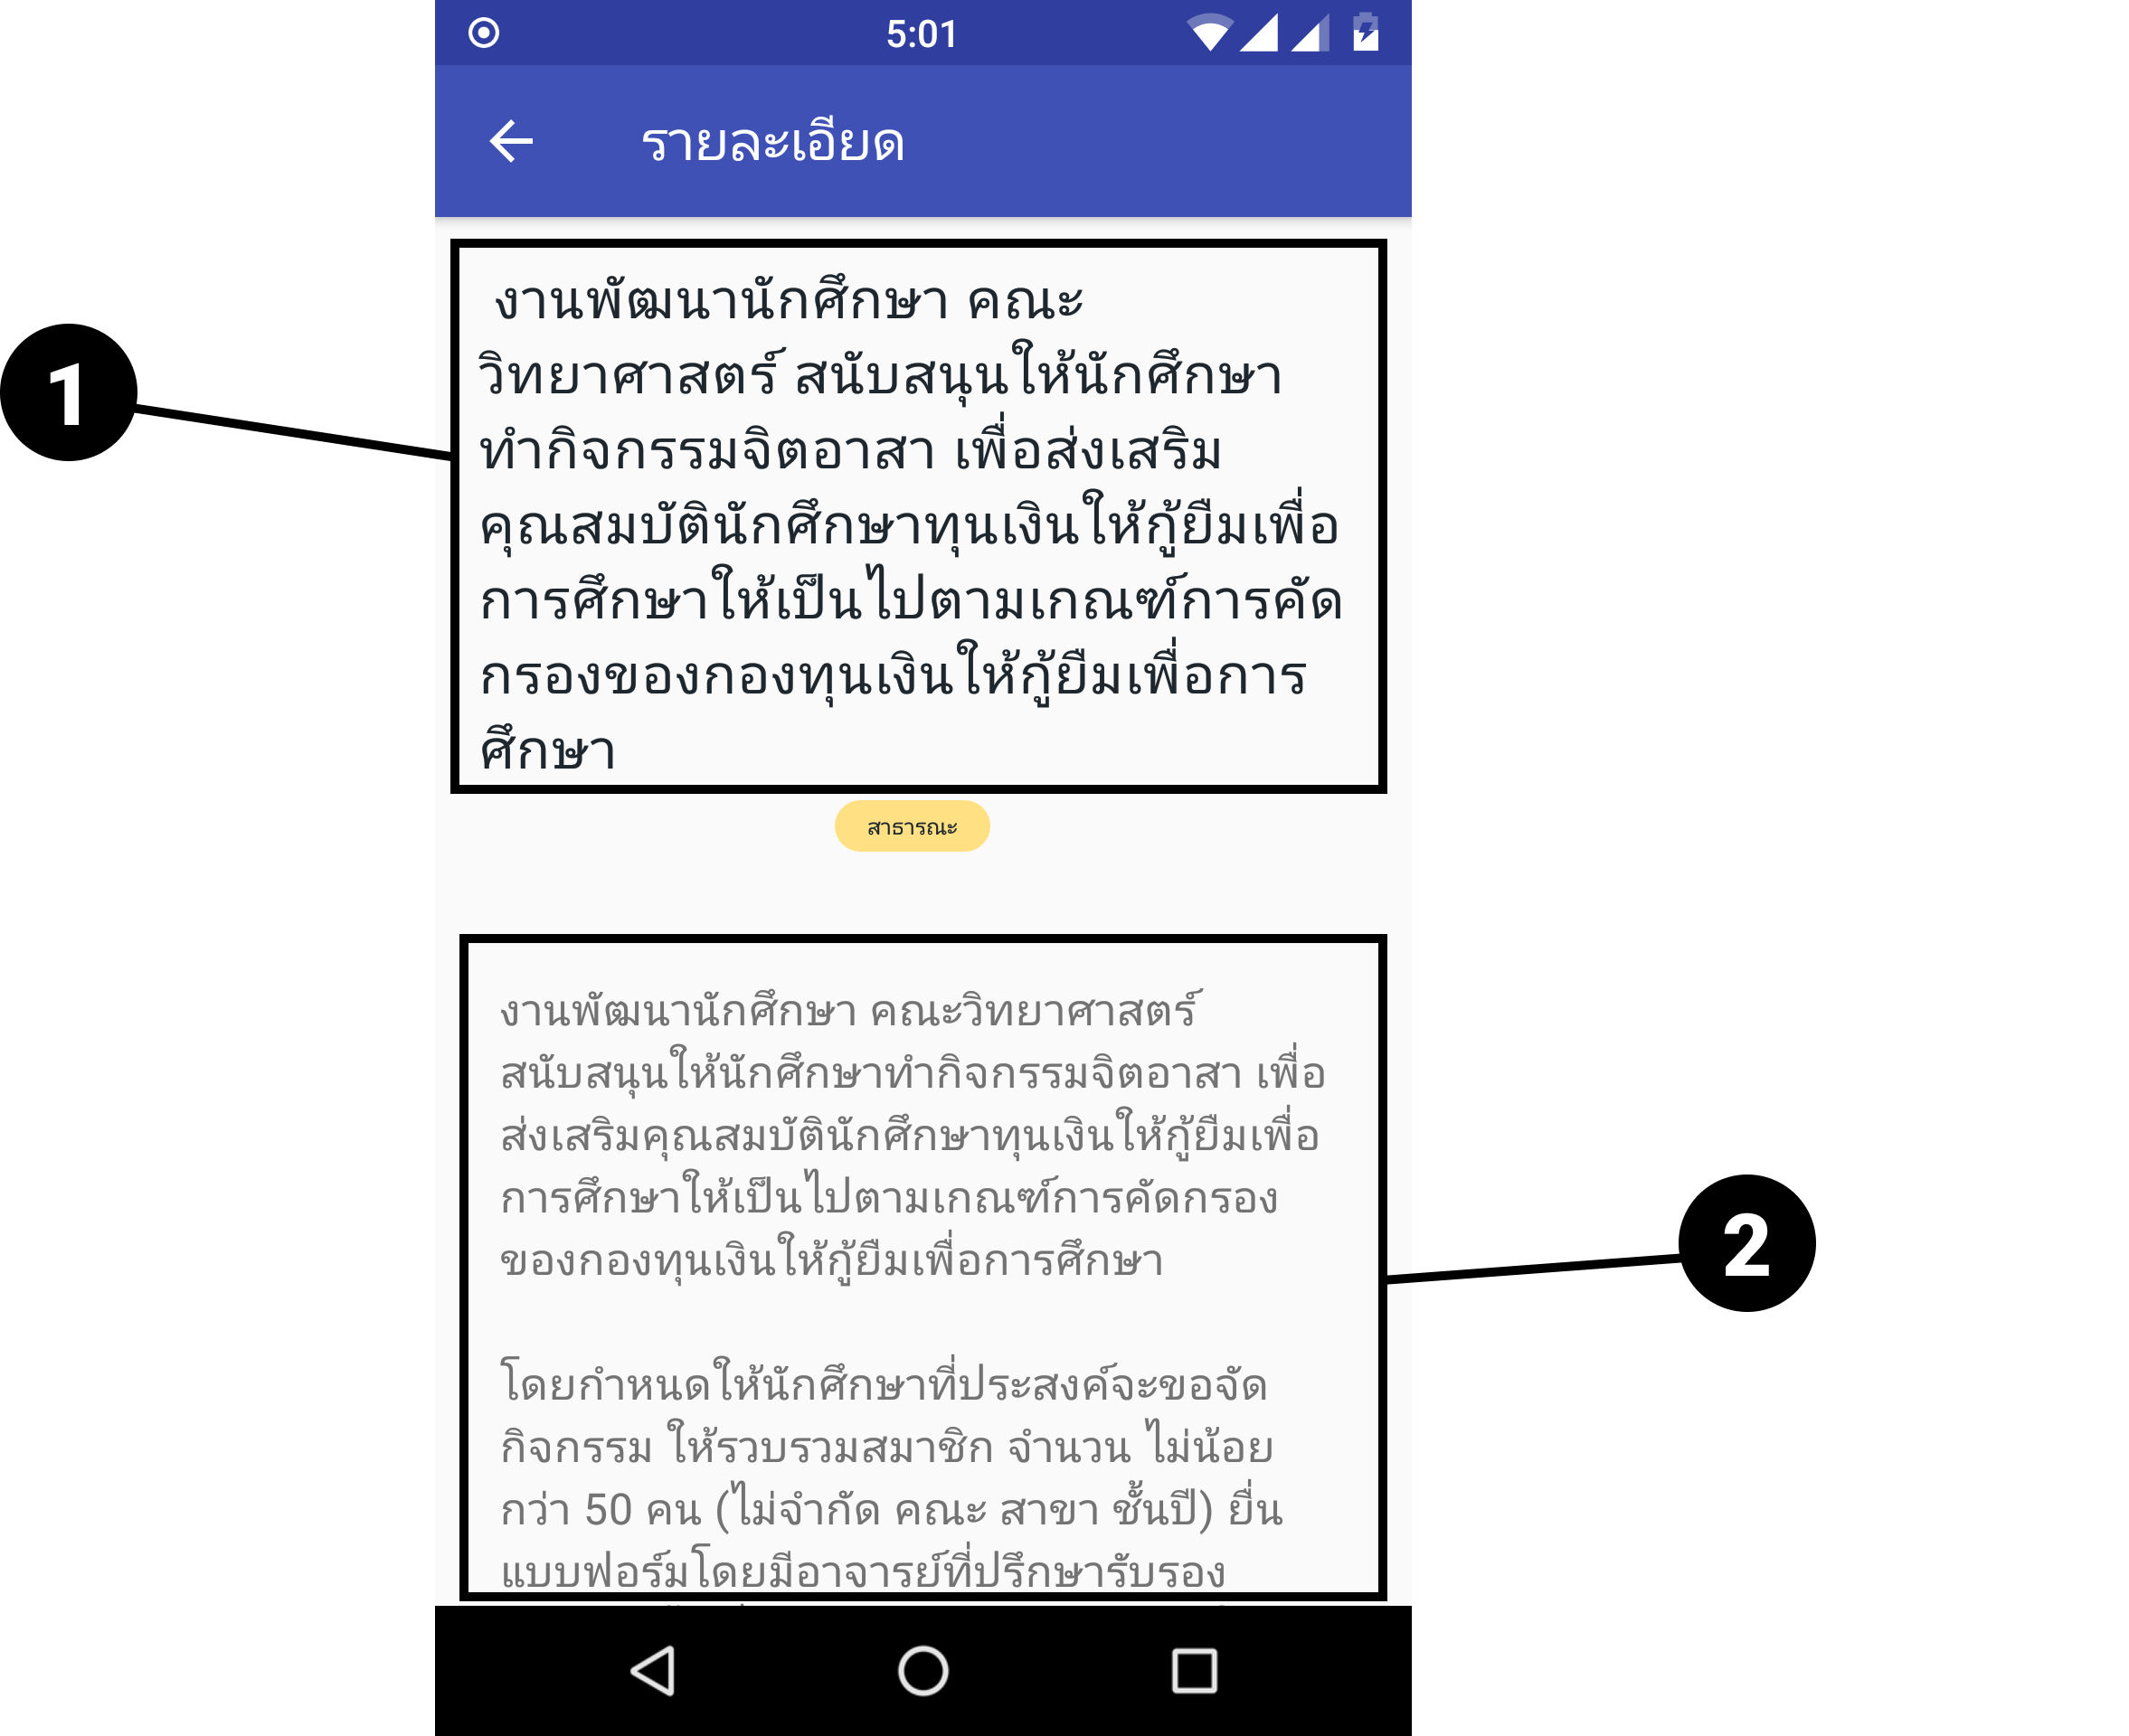 5:01
รายละเอียด
1
งานพัฒนานักศึกษา คณะ
วิทยาศาสตร์ สนับสนุนให้นักศึกษา
ทำกิจกรรมจิตอาสา เพื่อส่งเสริม
คุณสมบัตินักศึกษาทุนเงินให้กู้ยืมเพื่อ
การศึกษาให้เป็นไปตามเกณฑ์การคัด
กรองของกองทุนเงินให้กู้ยืมเพื่อการ
ศึกษา
สาธารณะ
งานพัฒนานักศึกษา คณะวิทยาศาสตร์
สนับสนุนให้นักศึกษาทำกิจกรรมจิตอาสา เพื่อ
ส่งเสริมคุณสมบัตินักศึกษาทุนเงินให้กู้ยืมเพื่อ
การศึกษาให้เป็นไปตามเกณฑ์การคัดกรอง
ของกองทุนเงินให้กู้ยืมเพื่อการศึกษา
2
โดยกำหนดให้นักศึกษาที่ประสงค์จะขอจัด
กิจกรรม ให้รวบรวมสมาชิก จำนวน ไม่น้อย
กว่า 50 คน (ไม่จำกัด คณะ สาขา ชั้นปี) ยื่น
แบบฟอร์มโดยมีอาจารย์ที่ปรึกษารับรอง